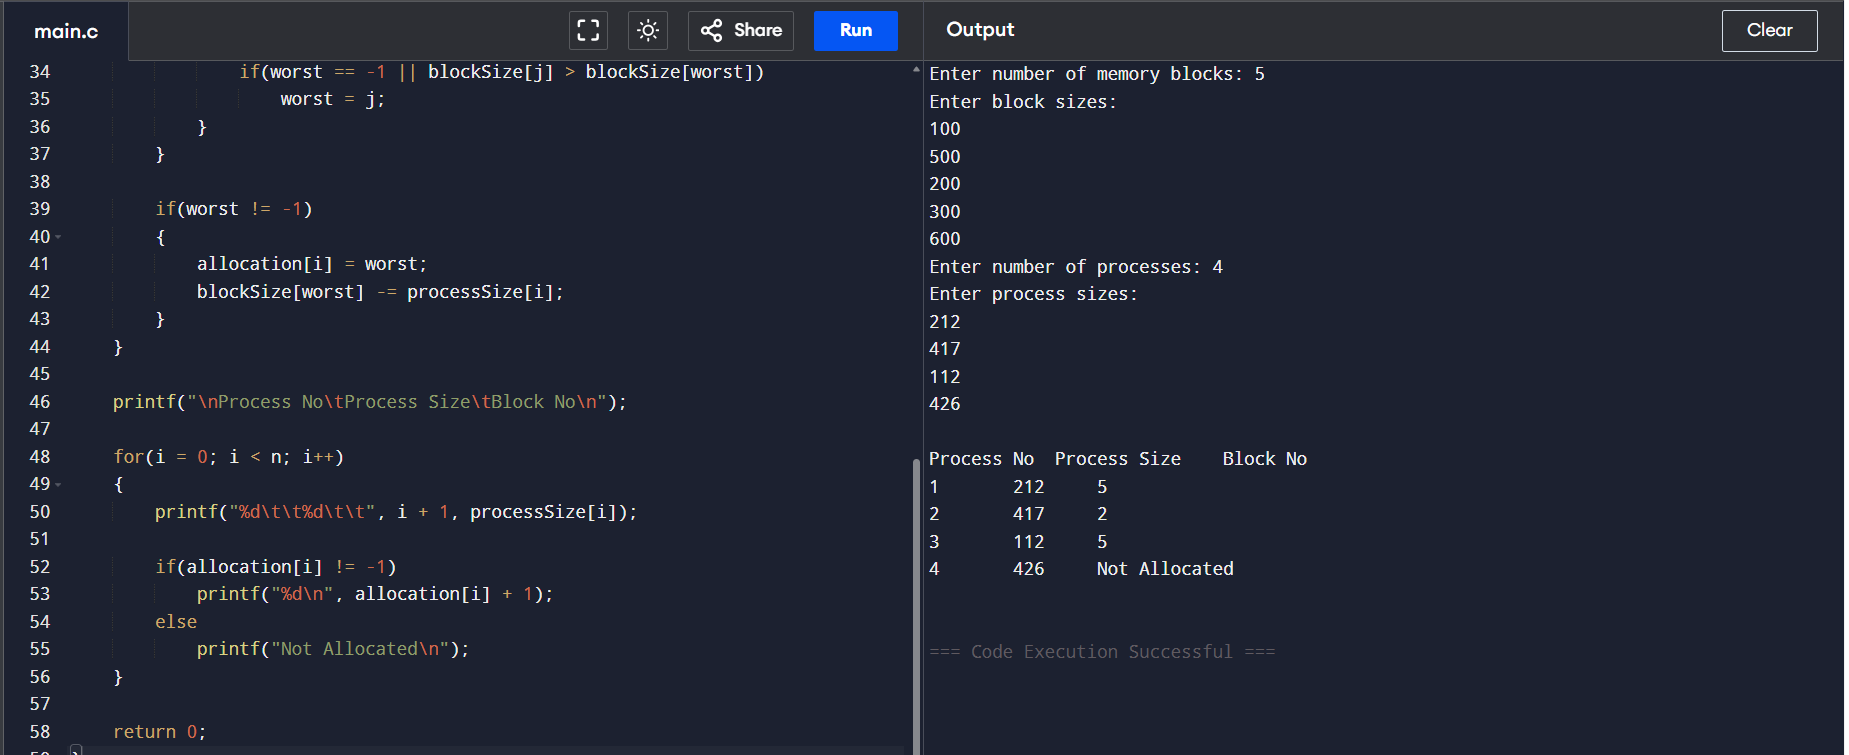 main.c
Share
Run
34 if(worst == -1 || blockSize[j] > blockSize[worst])
35 worst = j;
36 }
37 }
38
39 if(worst != -1)
40 {
41 allocation[i] = worst;
42 blockSize[worst] -= processSize[i];
43 }
44 }
45
46 printf("\nProcess No\tProcess Size\tBlock No\n");
47
48 for(i = 0; i < n; i++)
49 {
50 printf("%d\t\t%d\t\t", i + 1, processSize[i]);
51
52 if(allocation[i] != -1)
53 printf("%d\n", allocation[i] + 1);
54 else
55 printf("Not Allocated\n");
56 }
57
58 return 0;
Output
Clear
Enter number of memory blocks: 5
Enter block sizes:
100
500
200
300
600
Enter number of processes: 4
Enter process sizes:
212
417
112
426
Process No Process Size Block No
1 212 5
2 417 2
3 112 5
4 426 Not Allocated
=== Code Execution Successful ===